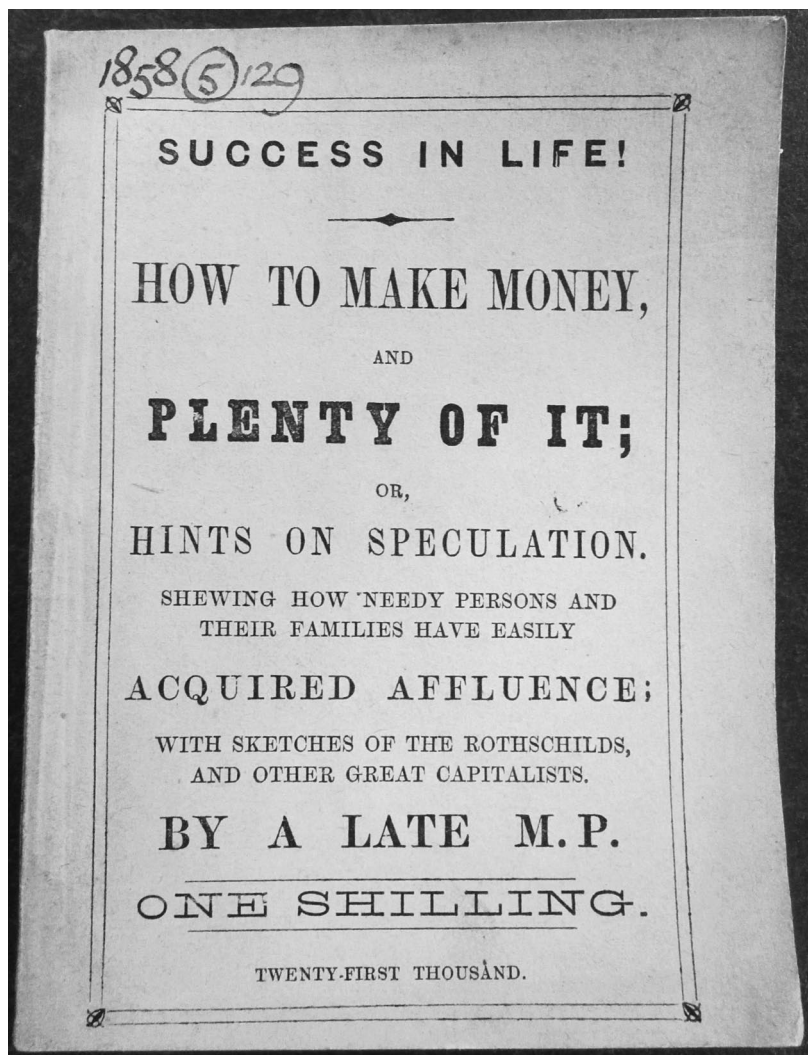 1858 5 129
SUCCESS IN LIFE!
HOW TO MAKE MONEY,
AND
PLENTY OF IT;
OR,
HINTS ON SPECULATION.
SHEWING HOW NEEDY PERSONS AND
THEIR FAMILIES HAVE EASILY
ACQUIRED AFFLUENCE;
WITH SKETCHES OF THE ROTHSCHILDS,
AND OTHER GREAT CAPITALISTS.
BY A LATE M.P.
ONE SHILLING.
TWENTY-FIRST THOUSAND.